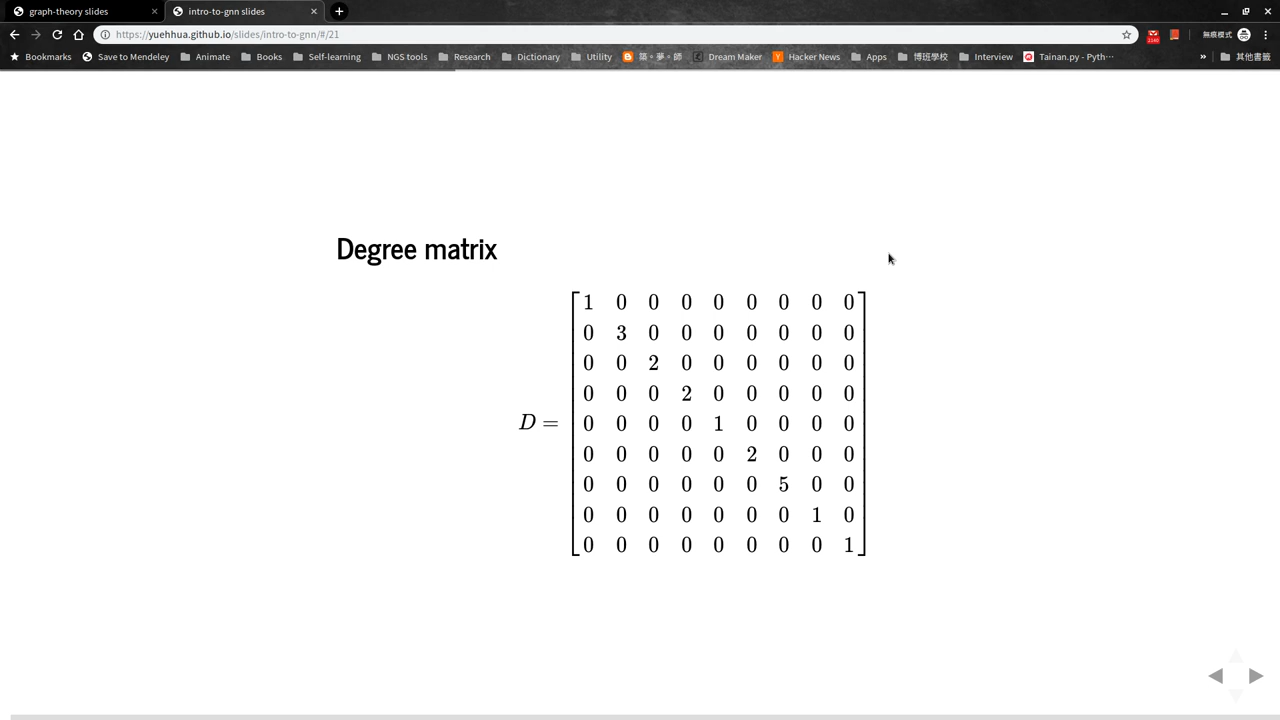 graph-theory slides
intro-to-gnn slides
https://yuehhua.github.io/slides/intro-to-gnn/#/21
無痕模式
Bookmarks Save to Mendeley Animate Books Self-learning NGS tools Research Dictionary Utility 築。夢。師 Dream Maker Hacker News Apps 博班學校 Interview Tainan.py - Pyth… » 其他書籤
Degree matrix
D =
1 0 0 0 0 0 0 0 0
0 3 0 0 0 0 0 0 0
0 0 2 0 0 0 0 0 0
0 0 0 2 0 0 0 0 0
0 0 0 0 1 0 0 0 0
0 0 0 0 0 2 0 0 0
0 0 0 0 0 0 5 0 0
0 0 0 0 0 0 0 1 0
0 0 0 0 0 0 0 0 1